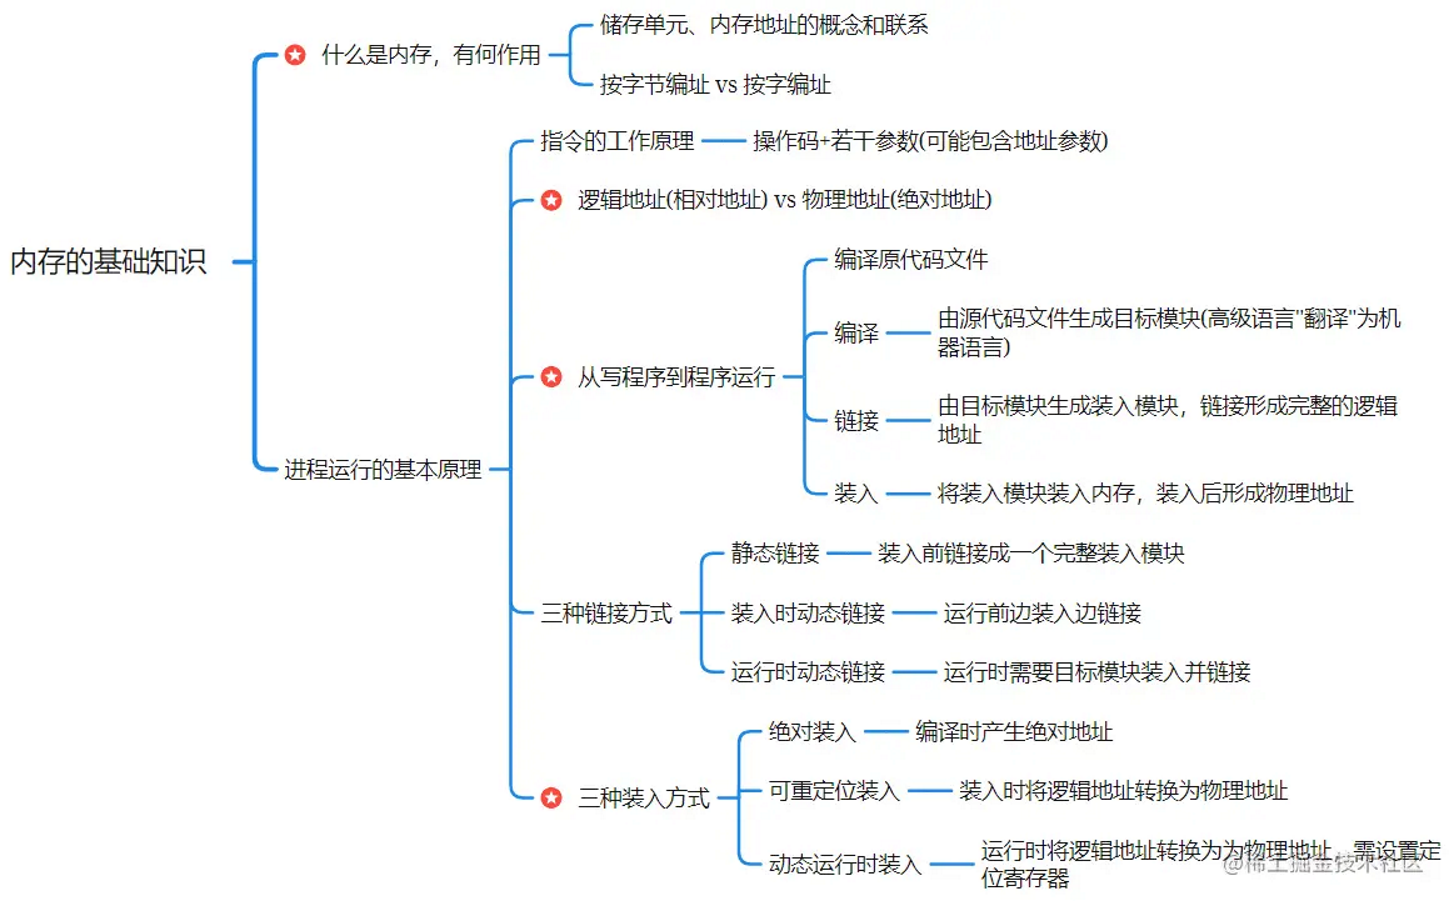 内存的基础知识
什么是内存，有何作用
储存单元、内存地址的概念和联系
按字节编址 vs 按字编址
进程运行的基本原理
指令的工作原理
操作码+若干参数(可能包含地址参数)
逻辑地址(相对地址) vs 物理地址(绝对地址)
从写程序到程序运行
编译原代码文件
编译
由源代码文件生成目标模块(高级语言"翻译"为机
器语言)
链接
由目标模块生成装入模块，链接形成完整的逻辑
地址
装入
将装入模块装入内存，装入后形成物理地址
三种链接方式
静态链接
装入前链接成一个完整装入模块
装入时动态链接
运行前边装入边链接
运行时动态链接
运行时需要目标模块装入并链接
三种装入方式
绝对装入
编译时产生绝对地址
可重定位装入
装入时将逻辑地址转换为物理地址
动态运行时装入
运行时将逻辑地址转换为为物理地址，需设置定
位寄存器
@稀土掘金技术社区